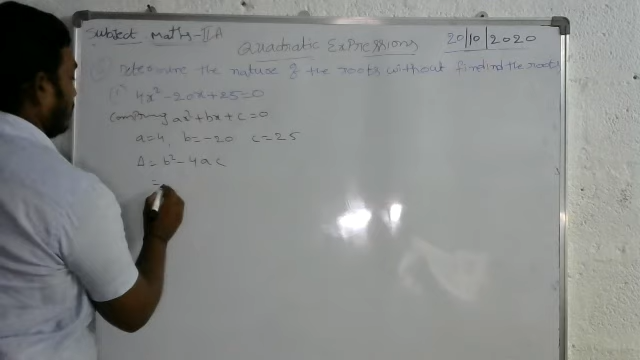 Subject Maths-IIA
Quadratic Expressions 20/10/2020
Determine the nature of the roots without findind the roots
4x² - 20x + 25 = 0
Comparing ax² + bx + c = 0
a = 4, b = -20 c = 25
Δ = b² - 4ac
=